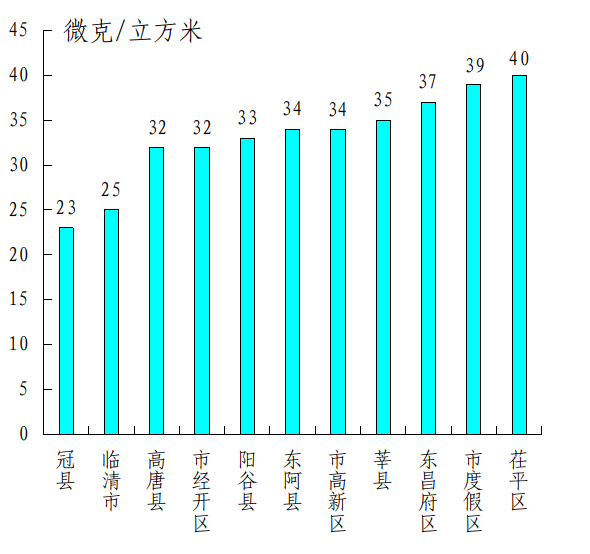 微克/立方米
45
40
35
30
25
20
15
10
5
0
23
25
32
32
33
34
34
35
37
39
40
冠县
临清市
高唐县
市经开区
阳谷县
东阿县
市高新区
莘县
东昌府区
市度假区
茌平区